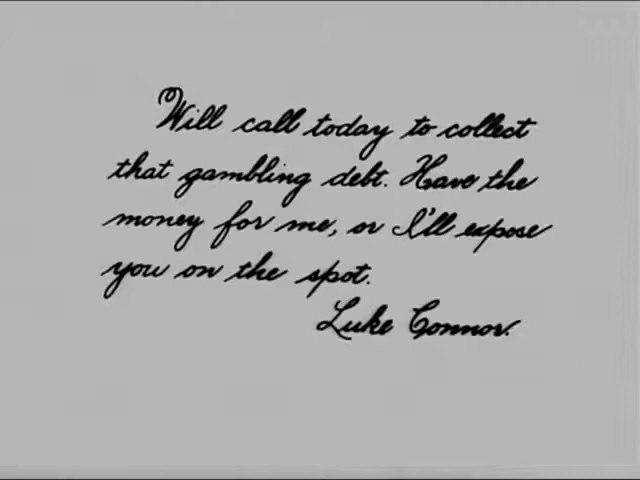 Will call today to collect
that gambling debt. Have the
money for me, or I'll expose
you on the spot.
Luke Connor.